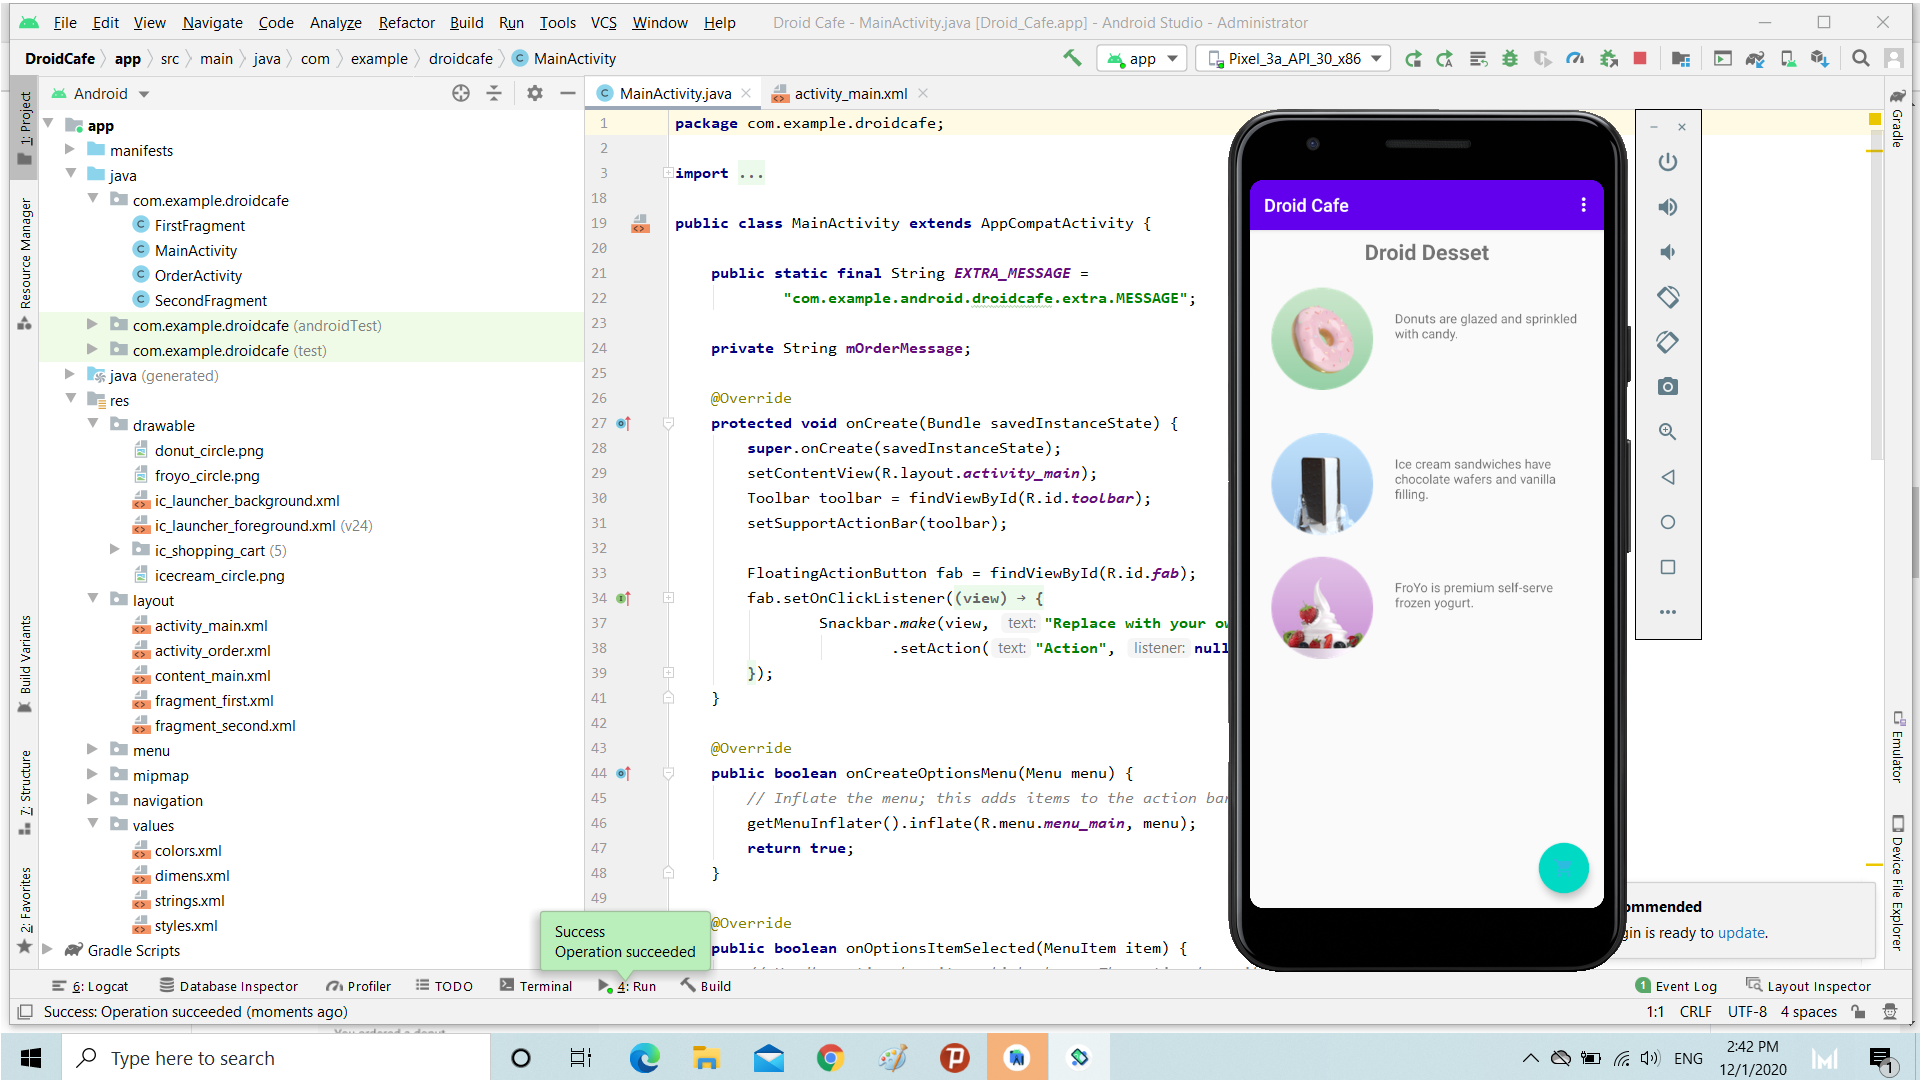 File Edit View Navigate Code Analyze Refactor Build Run Tools VCS Window Help Droid Cafe - MainActivity.java [Droid_Cafe.app] - Android Studio - Administrator
DroidCafe app src main java com example droidcafe MainActivity app Pixel_3a_API_30_x86
Android MainActivity.java activity_main.xml
1: Project
Resource Manager
Build Variants
7: Structure
2: Favorites
app
manifests
java
com.example.droidcafe
FirstFragment
MainActivity
OrderActivity
SecondFragment
com.example.droidcafe (androidTest)
com.example.droidcafe (test)
java (generated)
res
drawable
donut_circle.png
froyo_circle.png
ic_launcher_background.xml
ic_launcher_foreground.xml (v24)
ic_shopping_cart (5)
icecream_circle.png
layout
activity_main.xml
activity_order.xml
content_main.xml
fragment_first.xml
fragment_second.xml
menu
mipmap
navigation
values
colors.xml
dimens.xml
strings.xml
styles.xml
Gradle Scripts
1 package com.example.droidcafe;
2
3 import ...
18
19 public class MainActivity extends AppCompatActivity {
20
21 public static final String EXTRA_MESSAGE =
22 "com.example.android.droidcafe.extra.MESSAGE";
23
24 private String mOrderMessage;
25
26 @Override
27 protected void onCreate(Bundle savedInstanceState) {
28 super.onCreate(savedInstanceState);
29 setContentView(R.layout.activity_main);
30 Toolbar toolbar = findViewById(R.id.toolbar);
31 setSupportActionBar(toolbar);
32
33 FloatingActionButton fab = findViewById(R.id.fab);
34 fab.setOnClickListener((view) → {
37 Snackbar.make(view, text: "Replace with your ow
38 .setAction( text: "Action", listener: null
39 });
41 }
42
43 @Override
44 public boolean onCreateOptionsMenu(Menu menu) {
45 // Inflate the menu; this adds items to the action bar
46 getMenuInflater().inflate(R.menu.menu_main, menu);
47 return true;
48 }
49
@Override
public boolean onOptionsItemSelected(MenuItem item) {
Success
Operation succeeded
Droid Cafe
Droid Desset
Donuts are glazed and sprinkled
with candy.
Ice cream sandwiches have
chocolate wafers and vanilla
filling.
FroYo is premium self-serve
frozen yogurt.
Gradle
Emulator
Device File Explorer
ommended
gin is ready to update.
6: Logcat Database Inspector Profiler TODO Terminal 4: Run Build 1 Event Log Layout Inspector
Success: Operation succeeded (moments ago) 1:1 CRLF UTF-8 4 spaces
You ordered a donut
Type here to search ENG 2:42 PM
12/1/2020 1